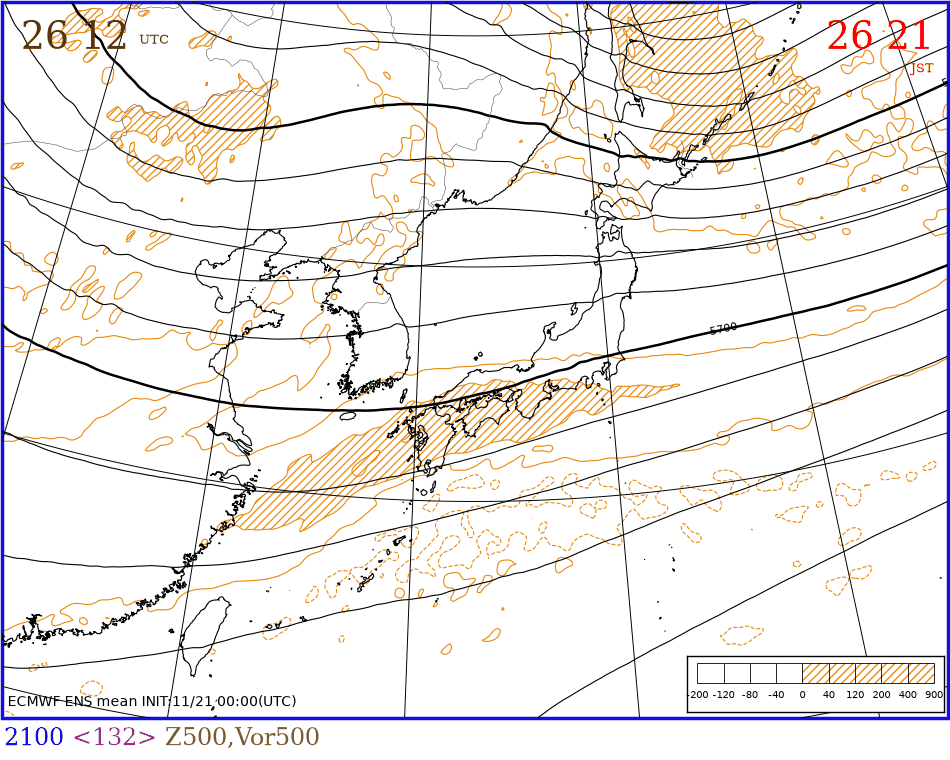 26 12 UTC
26 21
JST
5700
ECMWF ENS mean INIT:11/21 00:00(UTC)
-200 -120 -80 -40 0 40 120 200 400 900
2100 <132> Z500,Vor500